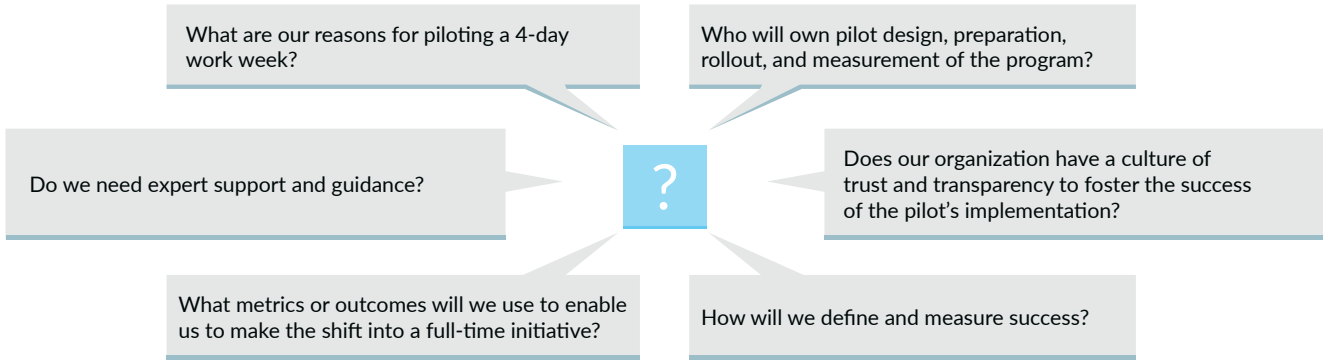 What are our reasons for piloting a 4-day
work week?
Who will own pilot design, preparation,
rollout, and measurement of the program?
Do we need expert support and guidance?
?
Does our organization have a culture of
trust and transparency to foster the success
of the pilot’s implementation?
What metrics or outcomes will we use to enable
us to make the shift into a full-time initiative?
How will we define and measure success?